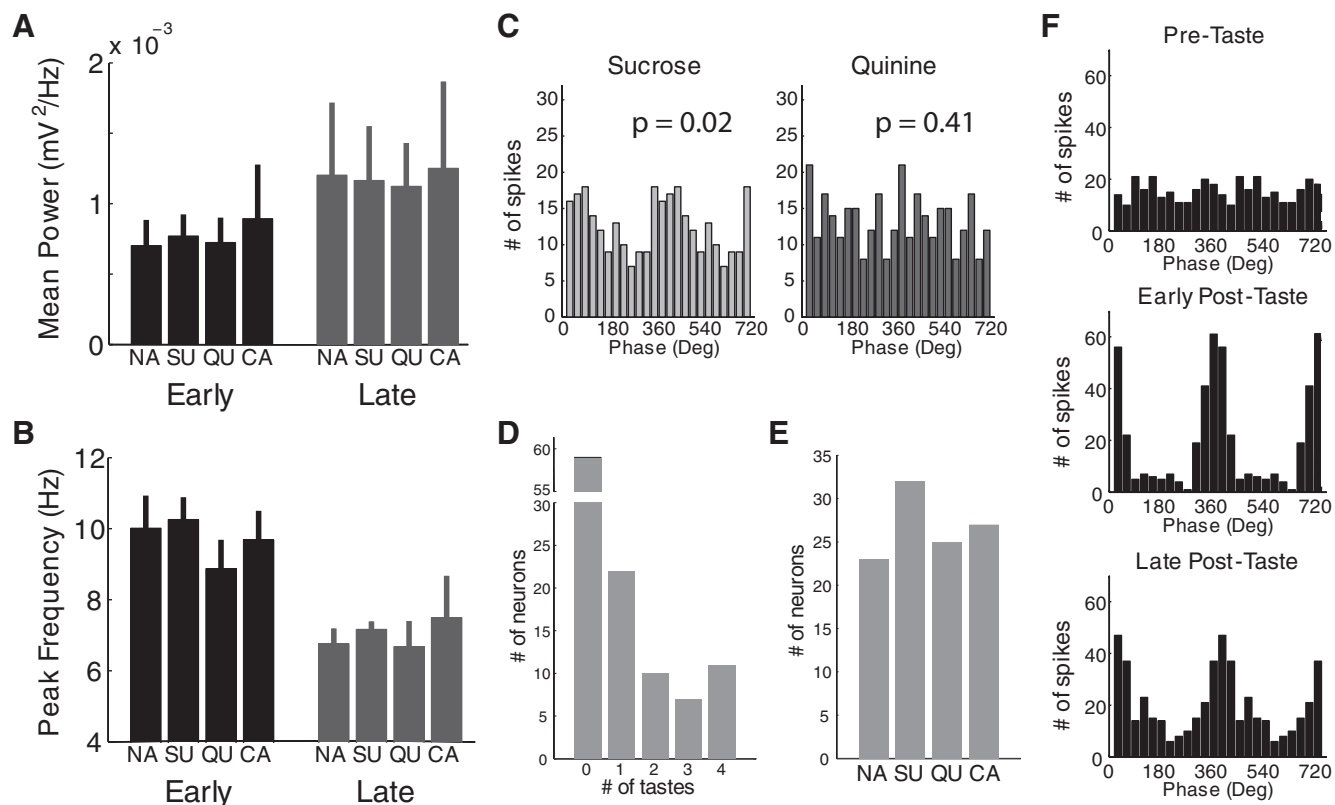 A
x 10⁻³
2
1
0
Mean Power (mV²/Hz)
NA SU QU CA
NA SU QU CA
Early
Late
B
12
10
8
6
4
Peak Frequency (Hz)
NA SU QU CA
NA SU QU CA
Early
Late
C
Sucrose
p = 0.02
30
25
20
15
10
5
0
# of spikes
0 180 360 540 720
Phase (Deg)
Quinine
p = 0.41
30
25
20
15
10
5
0
0 180 360 540 720
Phase (Deg)
D
60
55
30
25
20
15
10
5
0
# of neurons
0 1 2 3 4
# of tastes
E
35
30
25
20
15
10
5
0
# of neurons
NA SU QU CA
F
Pre-Taste
60
40
20
0
# of spikes
0 180 360 540 720
Phase (Deg)
Early Post-Taste
60
40
20
0
# of spikes
0 180 360 540 720
Phase (Deg)
Late Post-Taste
60
40
20
0
# of spikes
0 180 360 540 720
Phase (Deg)